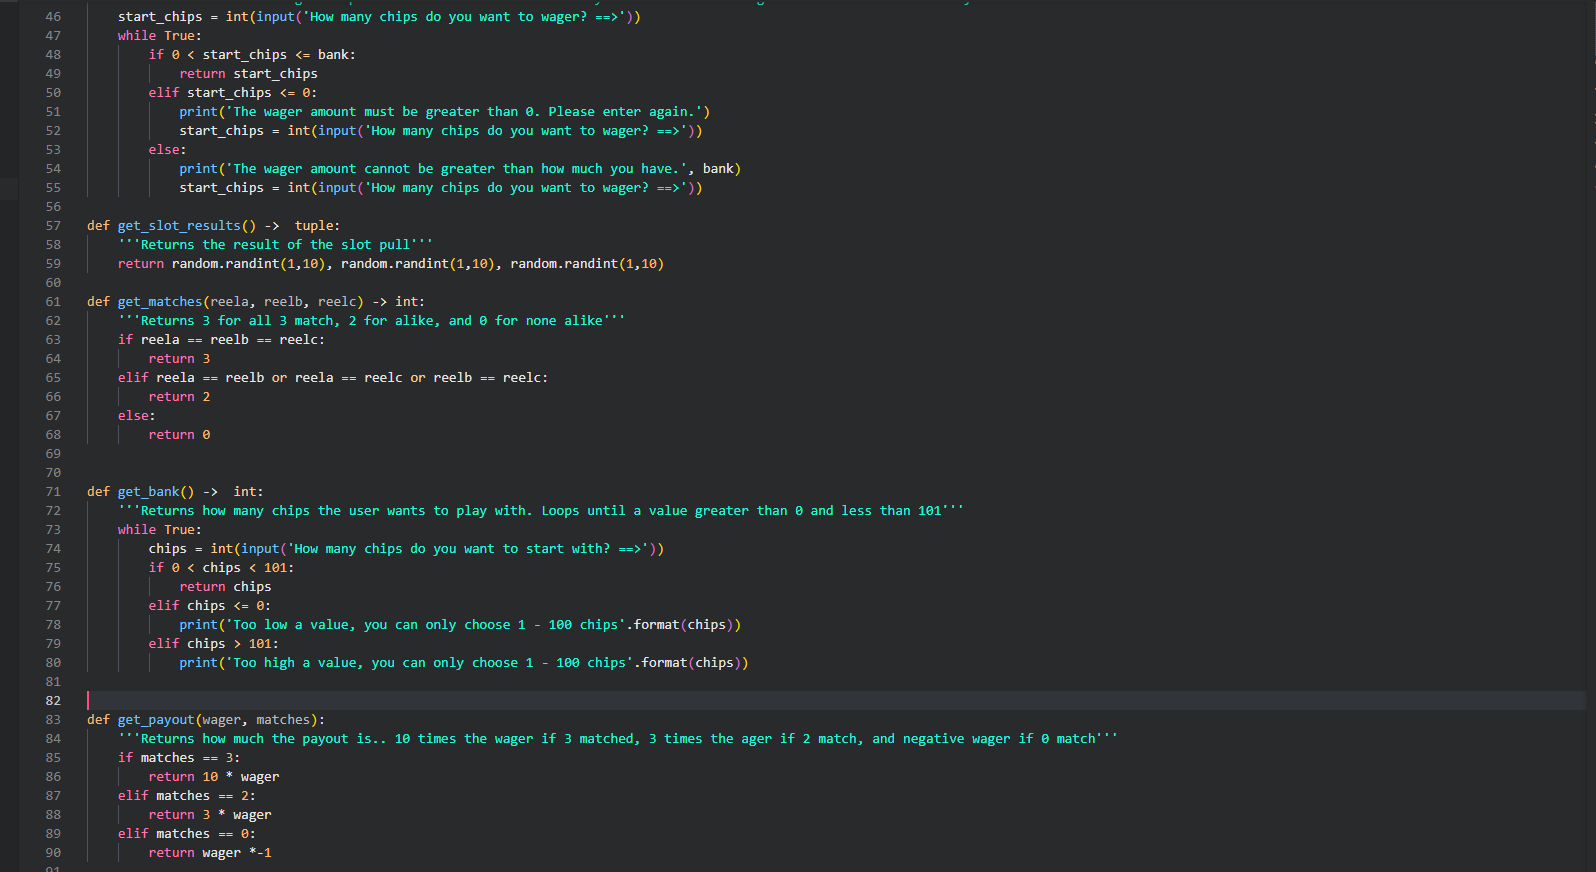 46 start_chips = int(input('How many chips do you want to wager? ==>'))
47 while True:
48 if 0 < start_chips <= bank:
49 return start_chips
50 elif start_chips <= 0:
51 print('The wager amount must be greater than 0. Please enter again.')
52 start_chips = int(input('How many chips do you want to wager? ==>'))
53 else:
54 print('The wager amount cannot be greater than how much you have.', bank)
55 start_chips = int(input('How many chips do you want to wager? ==>'))
56
57 def get_slot_results() ->  tuple:
58 '''Returns the result of the slot pull'''
59 return random.randint(1,10), random.randint(1,10), random.randint(1,10)
60
61 def get_matches(reela, reelb, reelc) -> int:
62 '''Returns 3 for all 3 match, 2 for alike, and 0 for none alike'''
63 if reela == reelb == reelc:
64 return 3
65 elif reela == reelb or reela == reelc or reelb == reelc:
66 return 2
67 else:
68 return 0
69
70
71 def get_bank() ->  int:
72 '''Returns how many chips the user wants to play with. Loops until a value greater than 0 and less than 101'''
73 while True:
74 chips = int(input('How many chips do you want to start with? ==>'))
75 if 0 < chips < 101:
76 return chips
77 elif chips <= 0:
78 print('Too low a value, you can only choose 1 - 100 chips'.format(chips))
79 elif chips > 101:
80 print('Too high a value, you can only choose 1 - 100 chips'.format(chips))
81
82
83 def get_payout(wager, matches):
84 '''Returns how much the payout is.. 10 times the wager if 3 matched, 3 times the ager if 2 match, and negative wager if 0 match'''
85 if matches == 3:
86 return 10 * wager
87 elif matches == 2:
88 return 3 * wager
89 elif matches == 0:
90 return wager *-1
91